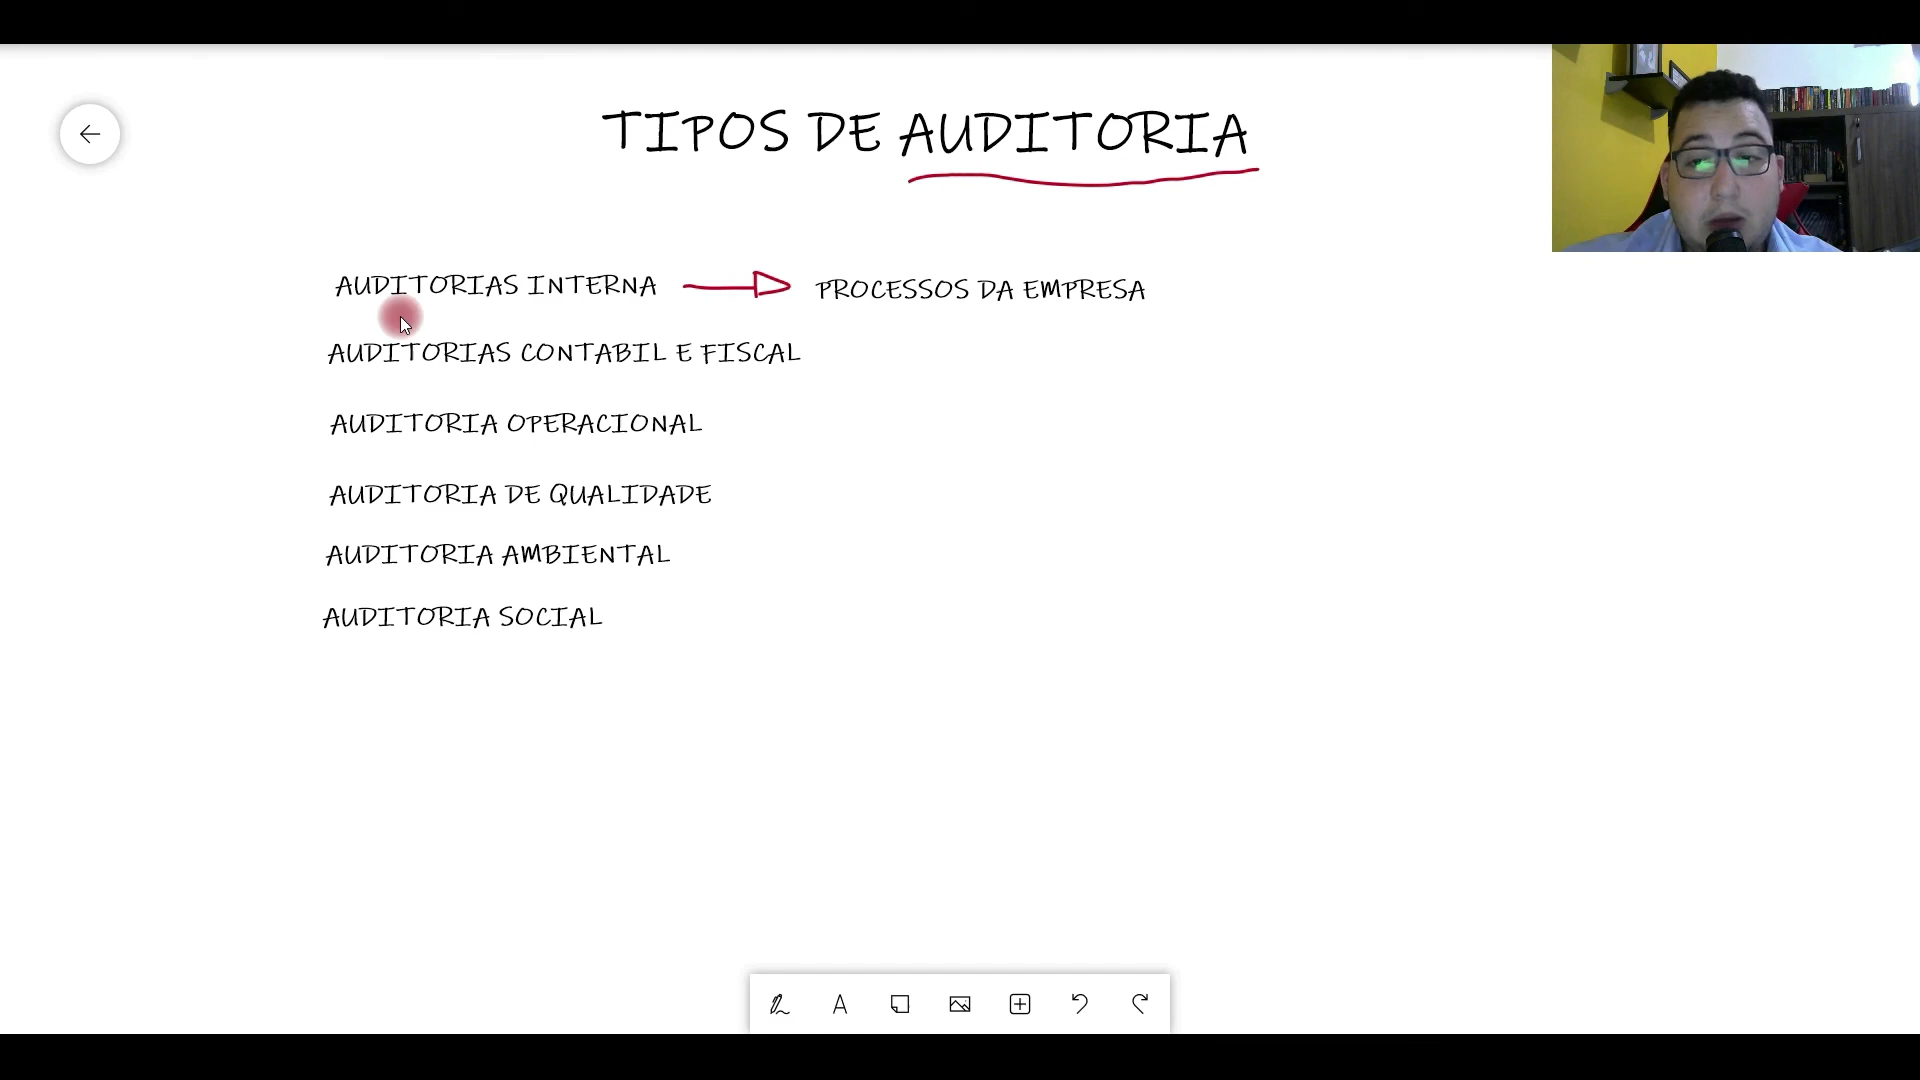 TIPOS DE AUDITORIA
AUDITORIAS INTERNA
PROCESSOS DA EMPRESA
AUDITORIAS CONTABIL E FISCAL
AUDITORIA OPERACIONAL
AUDITORIA DE QUALIDADE
AUDITORIA AMBIENTAL
AUDITORIA SOCIAL